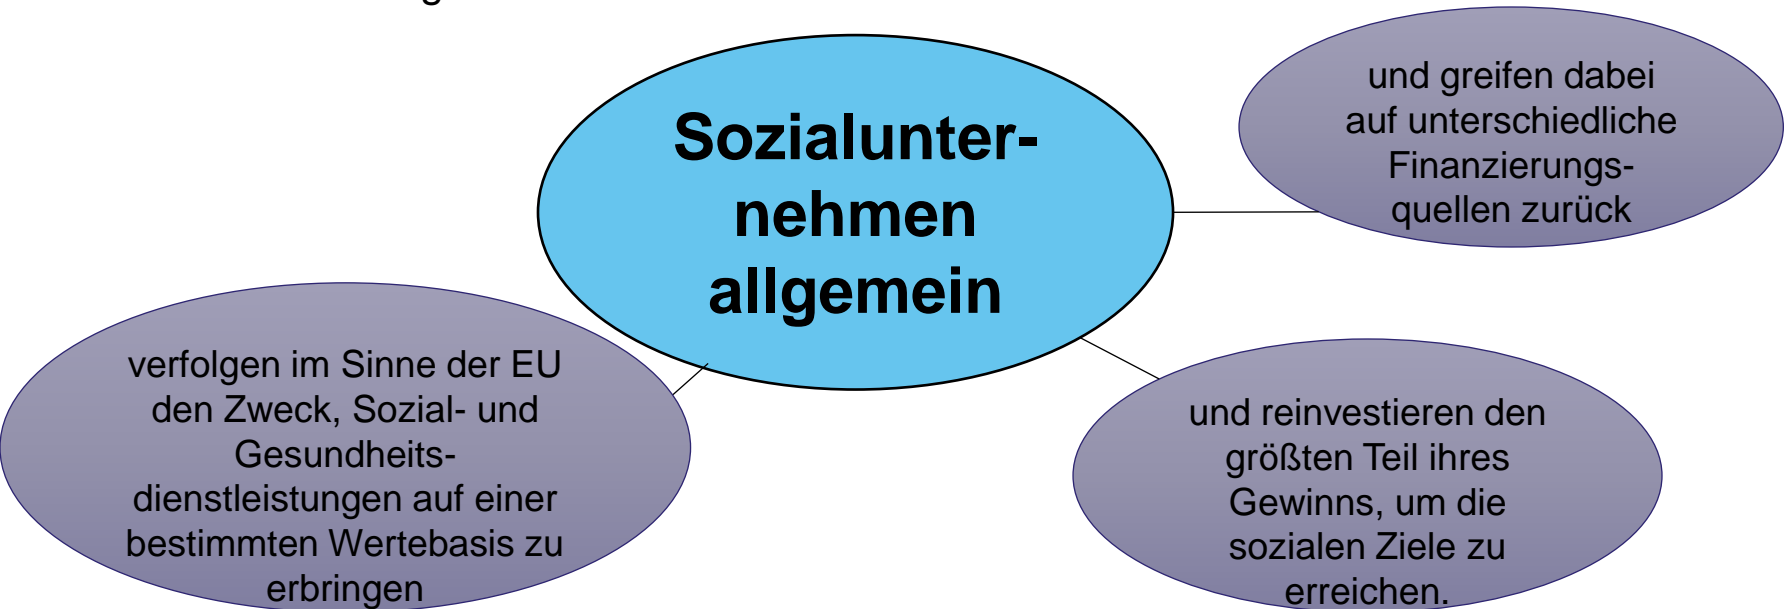 Sozialunter-
nehmen
allgemein
verfolgen im Sinne der EU
den Zweck, Sozial- und
Gesundheits-
dienstleistungen auf einer
bestimmten Wertebasis zu
erbringen
und greifen dabei
auf unterschiedliche
Finanzierungs-
quellen zurück
und reinvestieren den
größten Teil ihres
Gewinns, um die
sozialen Ziele zu
erreichen.